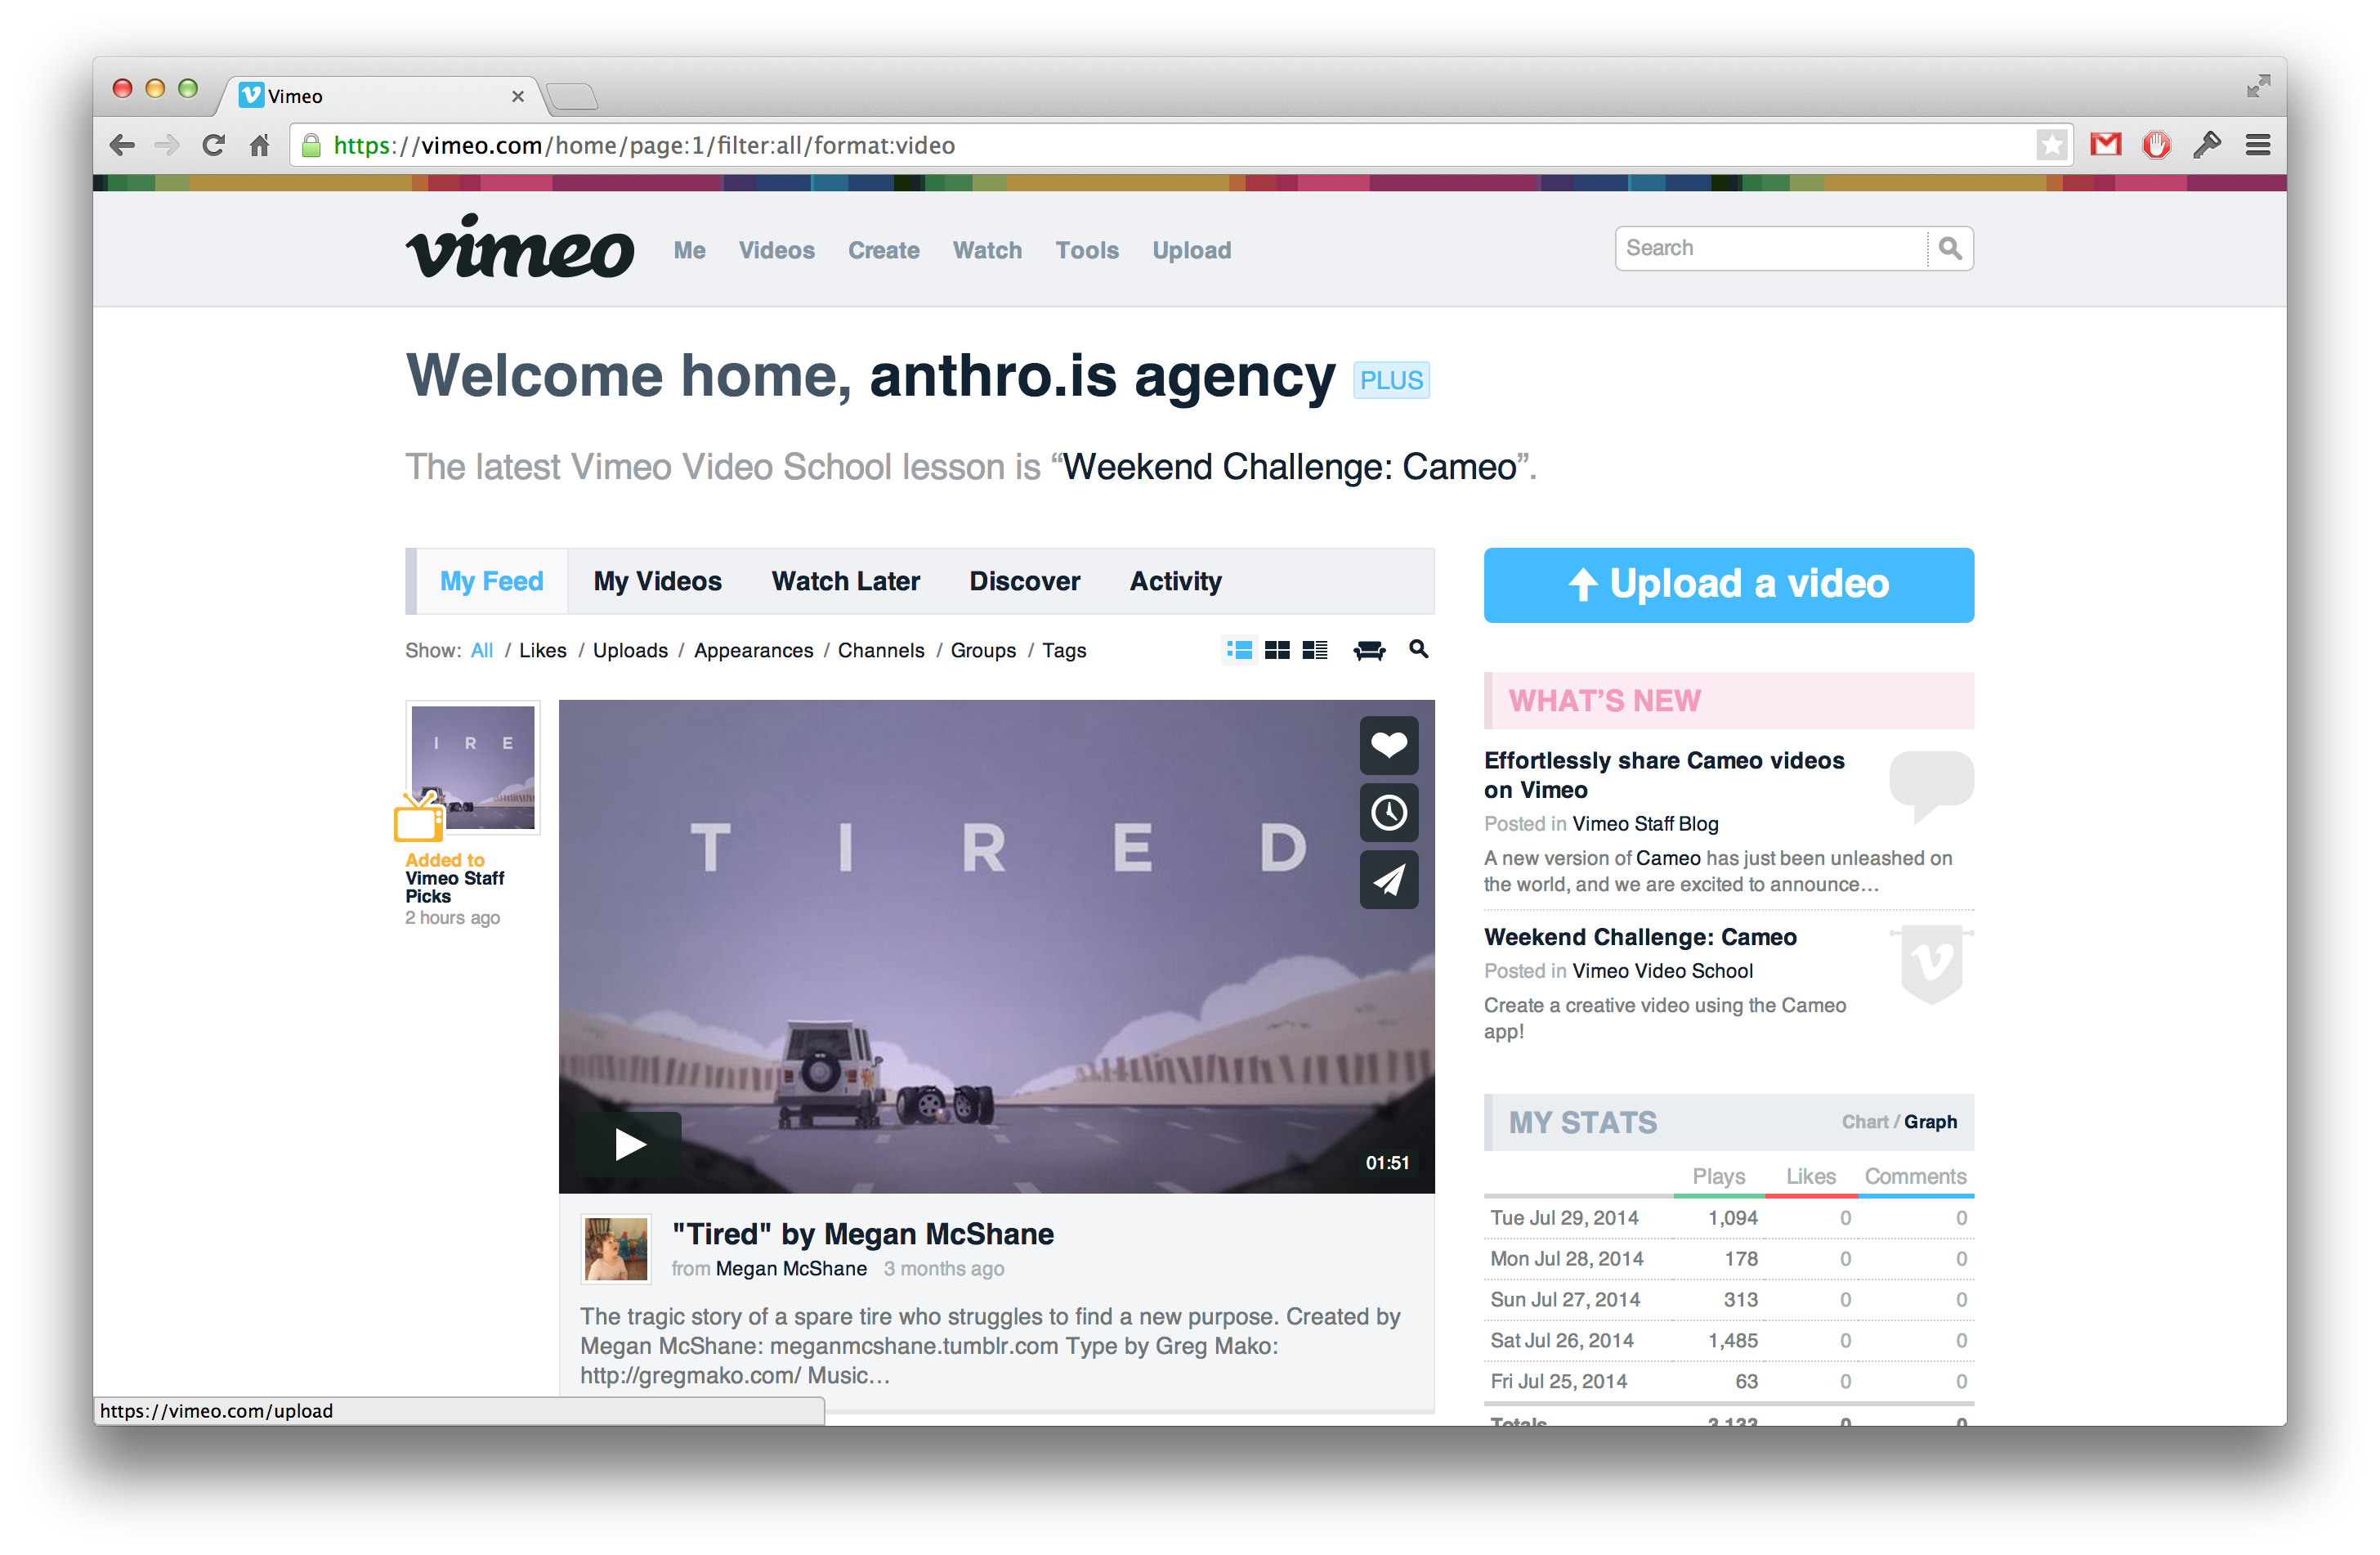 Vimeo
https://vimeo.com/home/page:1/filter:all/format:video
vimeo
Me Videos Create Watch Tools Upload
Search
Welcome home, anthro.is agency PLUS
The latest Vimeo Video School lesson is “Weekend Challenge: Cameo”.
My Feed My Videos Watch Later Discover Activity
Show: All / Likes / Uploads / Appearances / Channels / Groups / Tags
I R E
Added to
Vimeo Staff
Picks
2 hours ago
T I R E D
01:51
"Tired" by Megan McShane
from Megan McShane 3 months ago
The tragic story of a spare tire who struggles to find a new purpose. Created by
Megan McShane: meganmcshane.tumblr.com Type by Greg Mako:
http://gregmako.com/ Music…
Upload a video
WHAT’S NEW
Effortlessly share Cameo videos
on Vimeo
Posted in Vimeo Staff Blog
A new version of Cameo has just been unleashed on
the world, and we are excited to announce…
Weekend Challenge: Cameo
Posted in Vimeo Video School
Create a creative video using the Cameo
app!
MY STATS Chart / Graph
Plays Likes Comments
Tue Jul 29, 2014 1,094 0 0
Mon Jul 28, 2014 178 0 0
Sun Jul 27, 2014 313 0 0
Sat Jul 26, 2014 1,485 0 0
Fri Jul 25, 2014 63 0 0
Totals 3,133 0 0
https://vimeo.com/upload